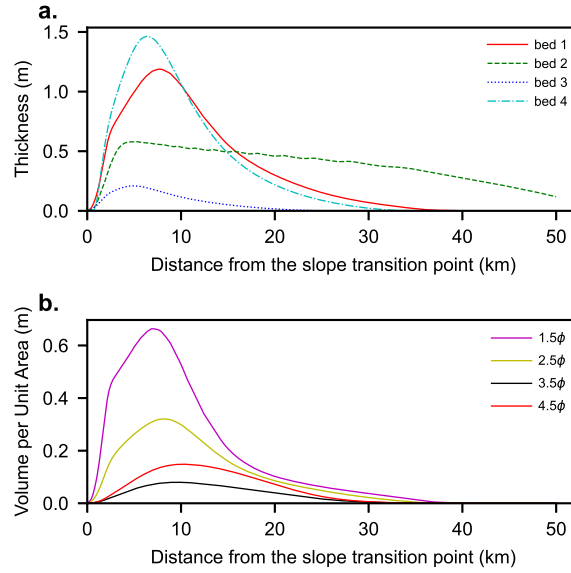 a.
Thickness (m)
1.5
1.0
0.5
0.0
bed 1
bed 2
bed 3
bed 4
0 10 20 30 40 50
Distance from the slope transition point (km)
b.
Volume per Unit Area (m)
0.6
0.4
0.2
0.0
1.5ϕ
2.5ϕ
3.5ϕ
4.5ϕ
0 10 20 30 40 50
Distance from the slope transition point (km)